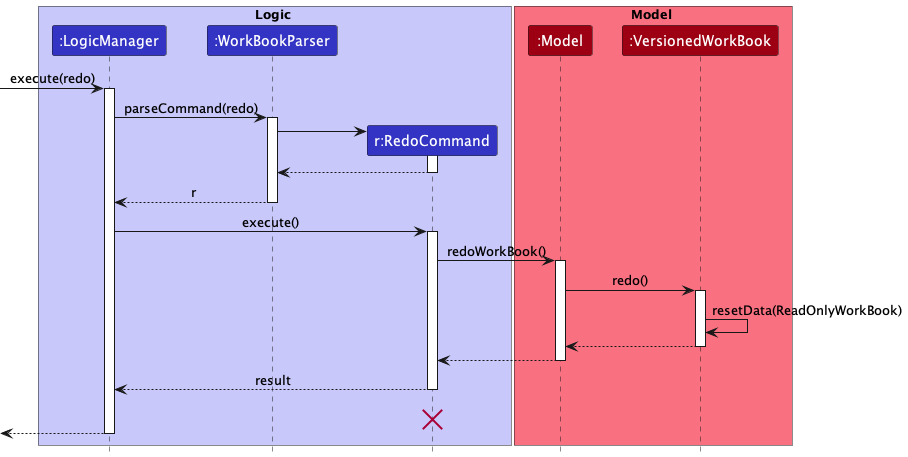 Logic
Model
:LogicManager
:WorkBookParser
:Model
:VersionedWorkBook
execute(redo)
parseCommand(redo)
r:RedoCommand
r
execute()
redoWorkBook()
redo()
resetData(ReadOnlyWorkBook)
result